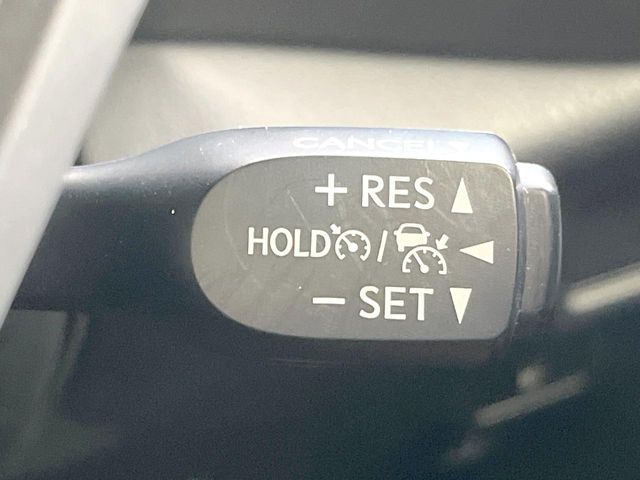 CANCEL
+ RES
HOLD /
− SET